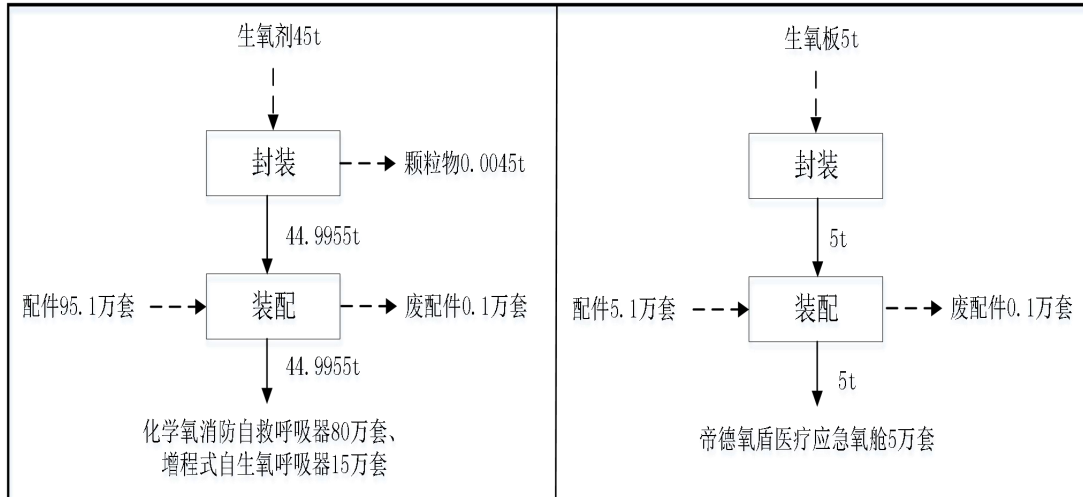 生氧剂45t
封装
颗粒物0.0045t
44.9955t
配件95.1万套
装配
废配件0.1万套
44.9955t
化学氧消防自救呼吸器80万套、
增程式自生氧呼吸器15万套
生氧板5t
封装
5t
配件5.1万套
装配
废配件0.1万套
5t
帝德氧盾医疗应急氧舱5万套